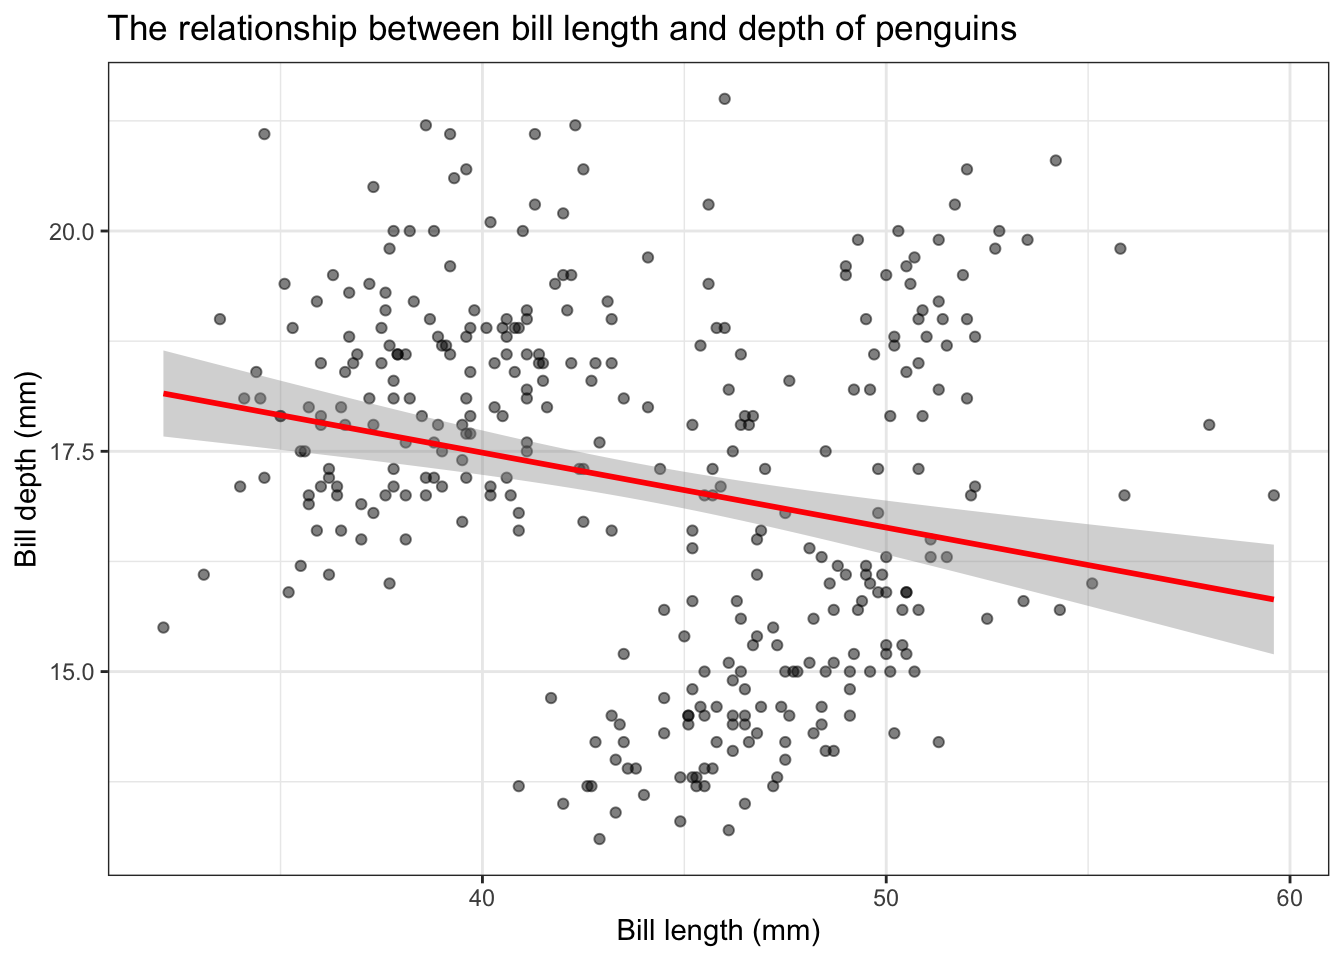 The relationship between bill length and depth of penguins
Bill depth (mm)
20.0
17.5
15.0
40
50
60
Bill length (mm)